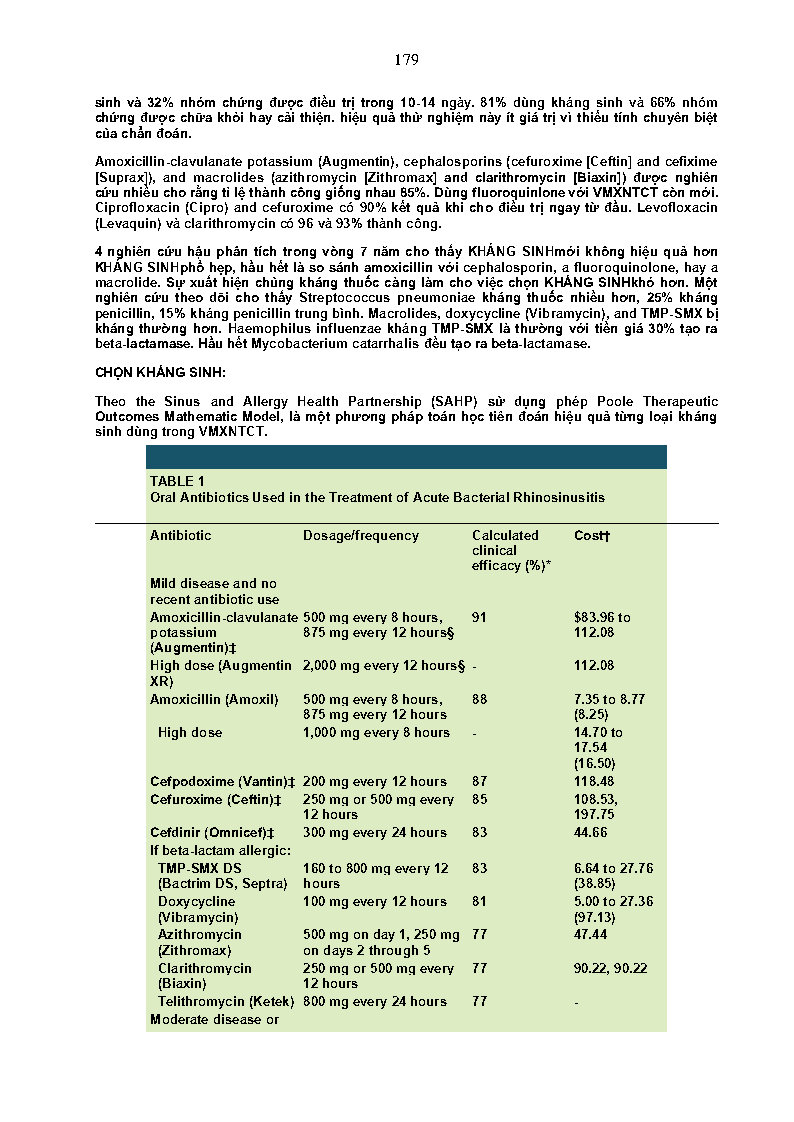 179
sinh và 32% nhóm chứng được điều trị trong 10-14 ngày. 81% dùng kháng sinh và 66% nhóm
chứng được chữa khỏi hay cải thiện. hiệu quả thử nghiệm này ít giá trị vì thiếu tính chuyên biệt
của chẩn đoán.
Amoxicillin-clavulanate potassium (Augmentin), cephalosporins (cefuroxime [Ceftin] and cefixime
[Suprax]), and macrolides (azithromycin [Zithromax] and clarithromycin [Biaxin]) được nghiên
cứu nhiều cho rằng tỉ lệ thành công giống nhau 85%. Dùng fluoroquinlone với VMXNTCT còn mới.
Ciprofloxacin (Cipro) and cefuroxime có 90% kết quả khi cho điều trị ngay từ đầu. Levofloxacin
(Levaquin) và clarithromycin có 96 và 93% thành công.
4 nghiên cứu hậu phân tích trong vòng 7 năm cho thấy KHÁNG SINHmới không hiệu quả hơn
KHÁNG SINHphổ hẹp, hầu hết là so sánh amoxicillin với cephalosporin, a fluoroquinolone, hay a
macrolide. Sự xuất hiện chủng kháng thuốc càng làm cho việc chọn KHÁNG SINHkhó hơn. Một
nghiên cứu theo dõi cho thấy Streptococcus pneumoniae kháng thuốc nhiều hơn, 25% kháng
penicillin, 15% kháng penicillin trung bình. Macrolides, doxycycline (Vibramycin), and TMP-SMX bị
kháng thường hơn. Haemophilus influenzae kháng TMP-SMX là thường với tiền giá 30% tạo ra
beta-lactamase. Hầu hết Mycobacterium catarrhalis đều tạo ra beta-lactamase.
CHỌN KHÁNG SINH:
Theo the Sinus and Allergy Health Partnership (SAHP) sử dụng phép Poole Therapeutic
Outcomes Mathematic Model, là một phương pháp toán học tiên đoán hiệu quả từng loại kháng
sinh dùng trong VMXNTCT.
TABLE 1
Oral Antibiotics Used in the Treatment of Acute Bacterial Rhinosinusitis
Antibiotic Dosage/frequency Calculated Cost††
clinical
efficacy (%)*
Mild disease and no
recent antibiotic use
Amoxicillin-clavulanate 500 mg every 8 hours, 91 $83.96 to
potassium 875 mg every 12 hours§ 112.08
(Augmentin)‡
High dose (Augmentin 2,000 mg every 12 hours§ - 112.08
XR)
Amoxicillin (Amoxil) 500 mg every 8 hours, 88 7.35 to 8.77
875 mg every 12 hours (8.25)
High dose 1,000 mg every 8 hours - 14.70 to
17.54
(16.50)
Cefpodoxime (Vantin)‡ 200 mg every 12 hours 87 118.48
Cefuroxime (Ceftin)‡ 250 mg or 500 mg every 85 108.53,
12 hours 197.75
Cefdinir (Omnicef)‡ 300 mg every 24 hours 83 44.66
If beta-lactam allergic:
TMP-SMX DS 160 to 800 mg every 12 83 6.64 to 27.76
(Bactrim DS, Septra) hours (38.85)
Doxycycline 100 mg every 12 hours 81 5.00 to 27.36
(Vibramycin) (97.13)
Azithromycin 500 mg on day 1, 250 mg 77 47.44
(Zithromax) on days 2 through 5
Clarithromycin 250 mg or 500 mg every 77 90.22, 90.22
(Biaxin) 12 hours
Telithromycin (Ketek) 800 mg every 24 hours 77 -
Moderate disease or